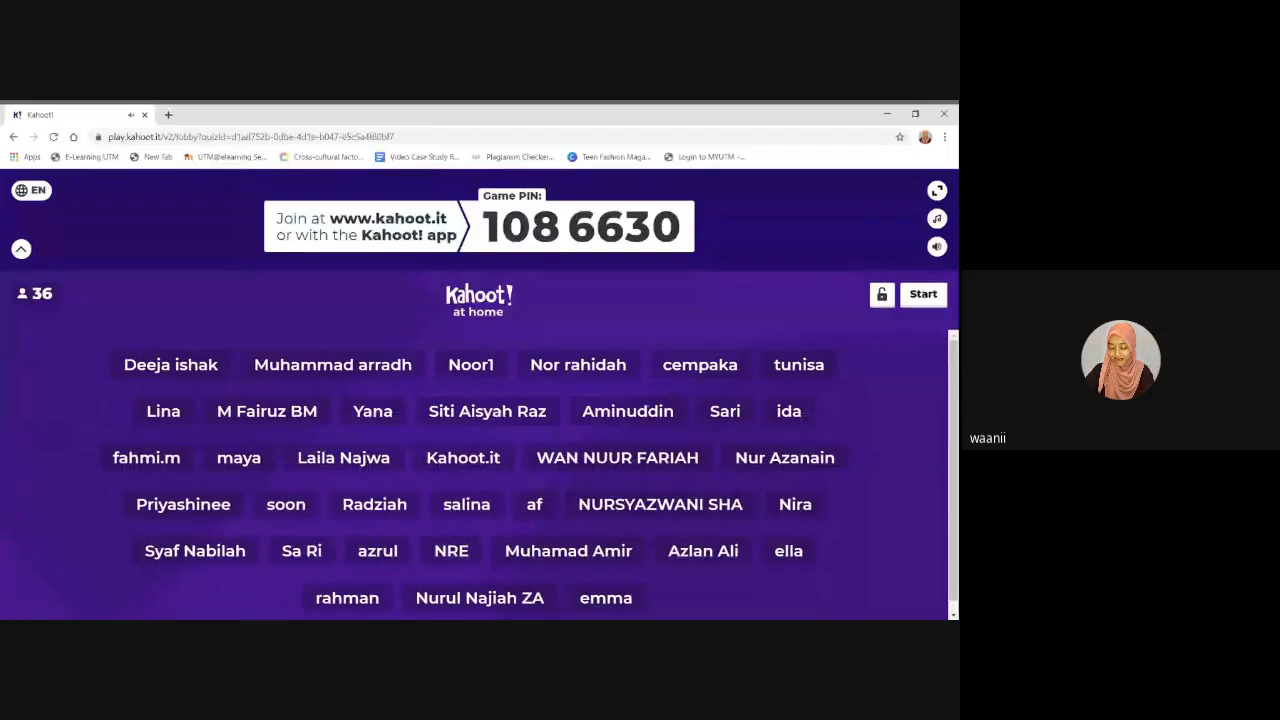 Kahoot!
play.kahoot.it/v2/lobby?quizId=
Apps E-Learning UTM New Tab UTM@elearning Se... Cross-cultural facto... Video Case Study R... Plagiarism Checker... Teen Fashion Maga... Login to MYUTM -...
EN
Game PIN:
Join at www.kahoot.it
or with the Kahoot! app
108 6630
36
Kahoot!
at home
Start
Deeja ishak Muhammad arradh Noor1 Nor rahidah cempaka tunisa
Lina M Fairuz BM Yana Siti Aisyah Raz Aminuddin Sari ida
fahmi.m maya Laila Najwa Kahoot.it WAN NUUR FARIAH Nur Azanain
Priyashinee soon Radziah salina af NURSYAZWANI SHA Nira
Syaf Nabilah Sa Ri azrul NRE Muhamad Amir Azlan Ali ella
rahman Nurul Najiah ZA emma
waanii